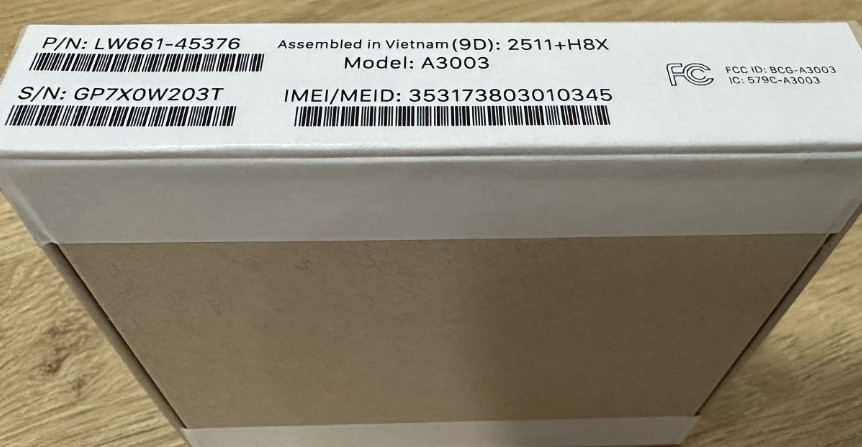 P/N: LW661-45376
Assembled in Vietnam (9D): 2511+H8X
Model: A3003
S/N: GP7X0W203T
IMEI/MEID: 353173803010345
FC
FCC ID: BCG-A3003
IC: 579C-A3003